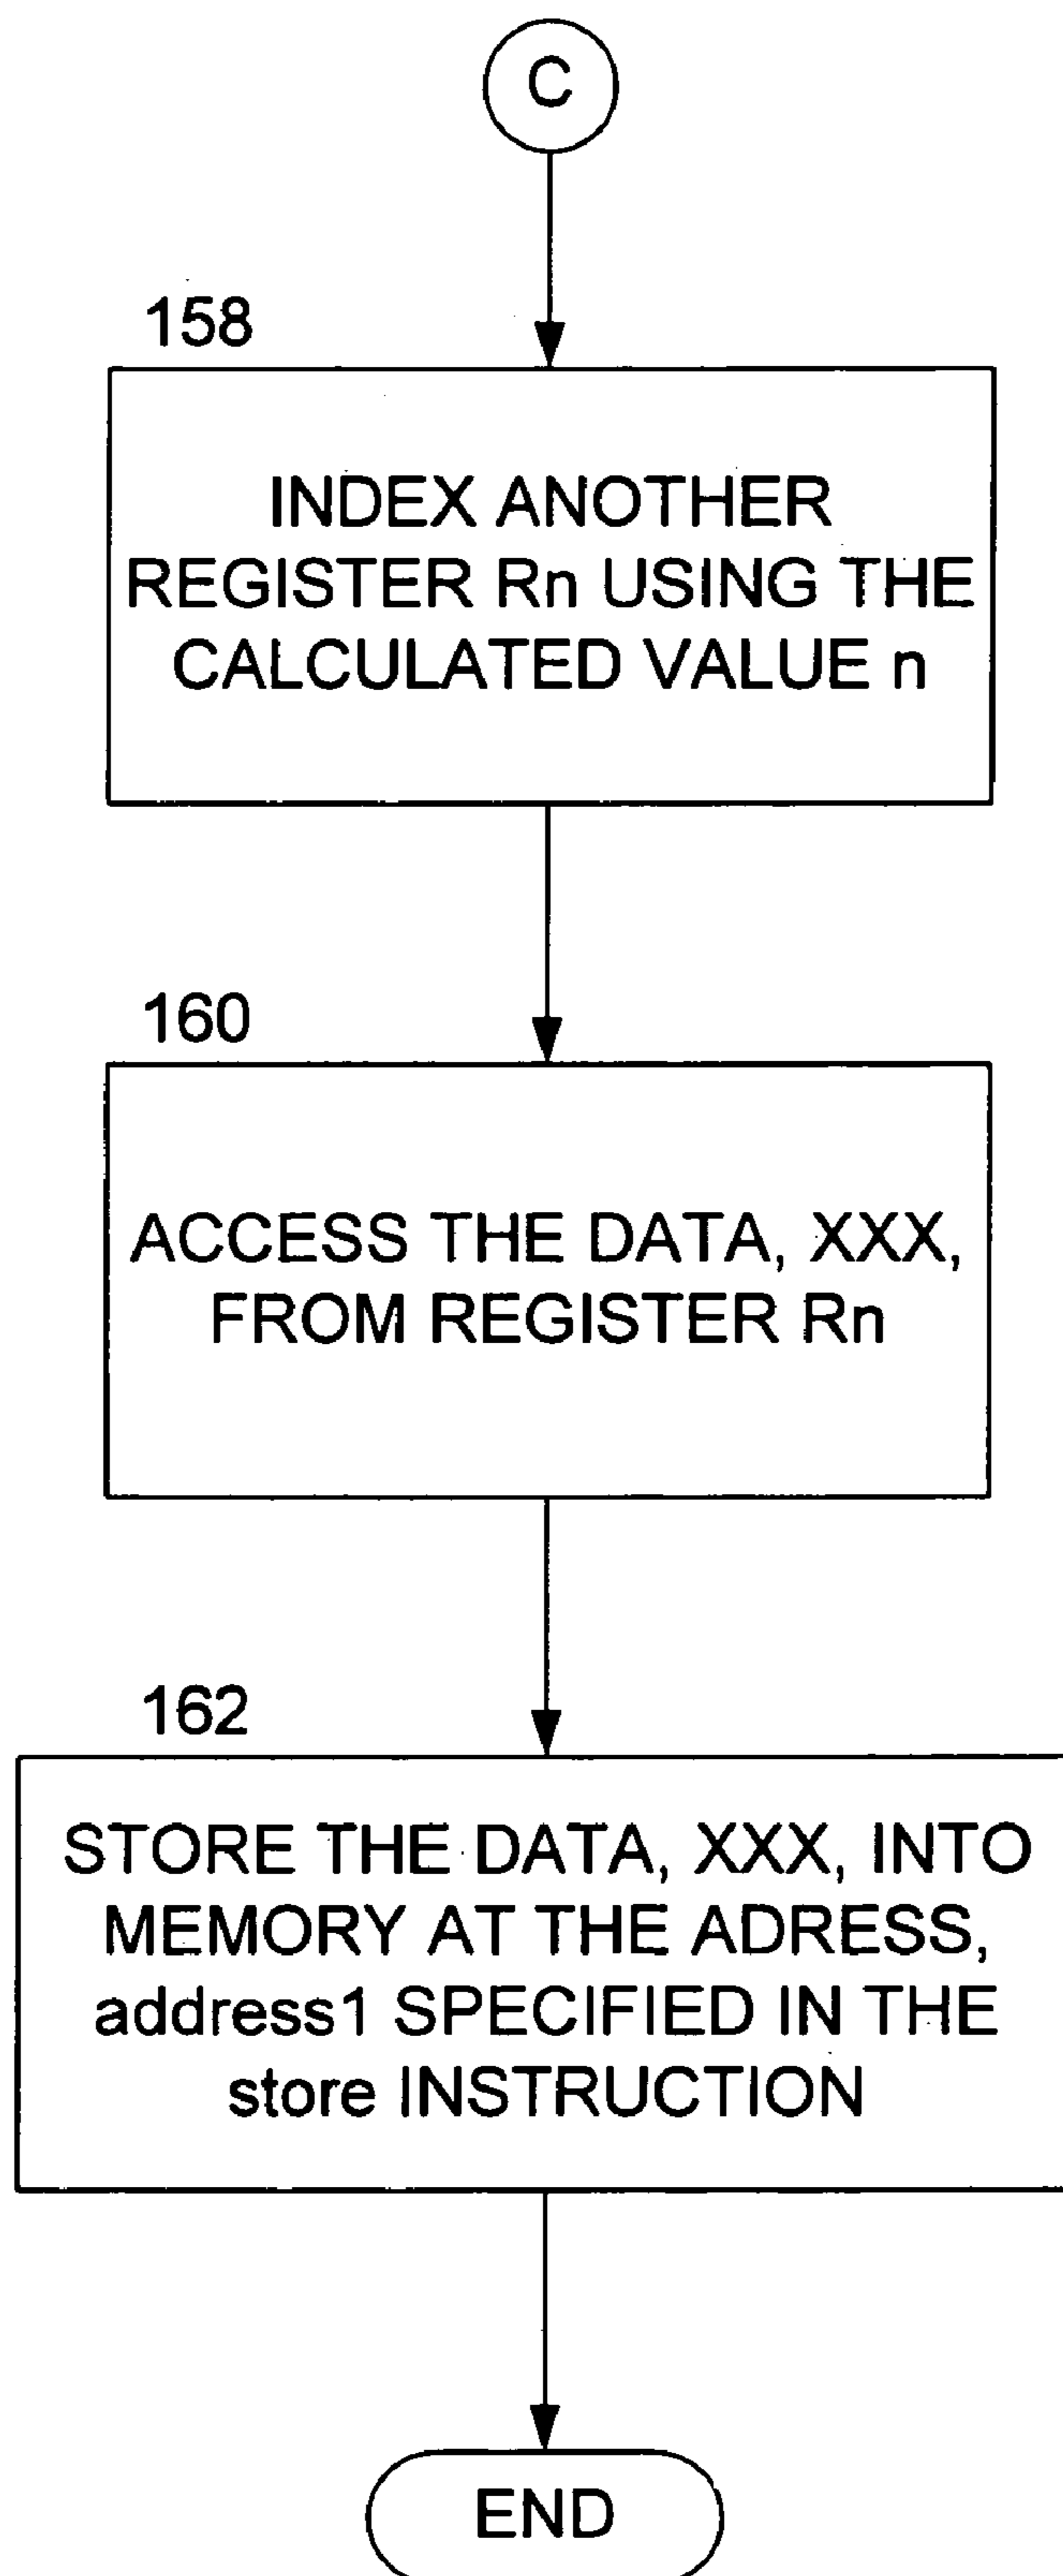 C
158
INDEX ANOTHER
REGISTER Rn USING THE
CALCULATED VALUE n
160
ACCESS THE DATA, XXX,
FROM REGISTER Rn
162
STORE THE DATA, XXX, INTO
MEMORY AT THE ADRESS,
address1 SPECIFIED IN THE
store INSTRUCTION
END